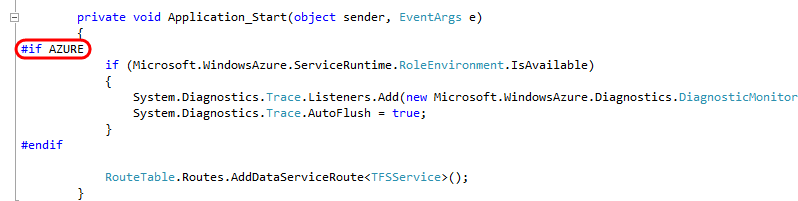 private void Application_Start(object sender, EventArgs e)
{
#if AZURE
if (Microsoft.WindowsAzure.ServiceRuntime.RoleEnvironment.IsAvailable)
{
System.Diagnostics.Trace.Listeners.Add(new Microsoft.WindowsAzure.Diagnostics.DiagnosticMonitor
System.Diagnostics.Trace.AutoFlush = true;
}
#endif
RouteTable.Routes.AddDataServiceRoute<TFSService>();
}